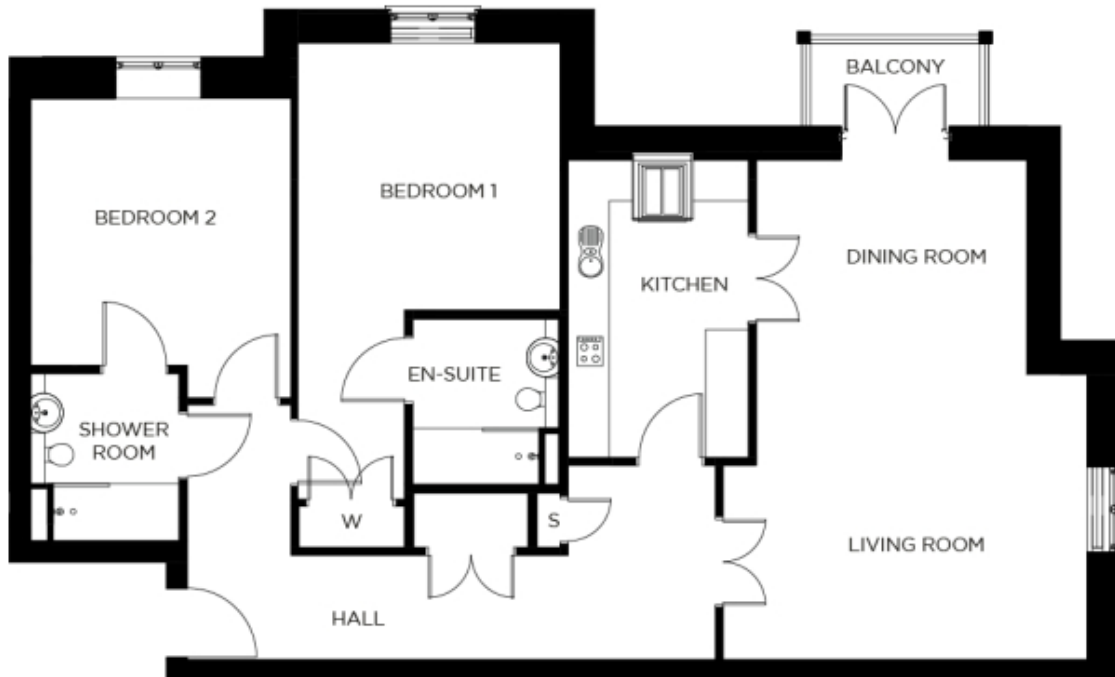 BALCONY
BEDROOM 1
BEDROOM 2
DINING ROOM
KITCHEN
EN-SUITE
SHOWER
ROOM
W
S
LIVING ROOM
HALL